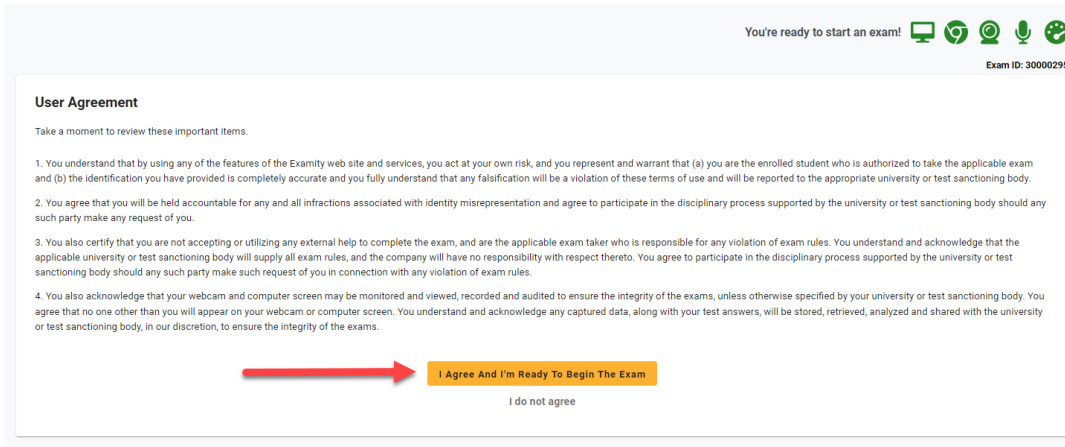 You're ready to start an exam!
Exam ID: 30000295
User Agreement
Take a moment to review these important items.
1. You understand that by using any of the features of the Examity web site and services, you act at your own risk, and you represent and warrant that (a) you are the enrolled student who is authorized to take the applicable exam
and (b) the identification you have provided is completely accurate and you fully understand that any falsification will be a violation of these terms of use and will be reported to the appropriate university or test sanctioning body.
2. You agree that you will be held accountable for any and all infractions associated with identity misrepresentation and agree to participate in the disciplinary process supported by the university or test sanctioning body should any
such party make any request of you.
3. You also certify that you are not accepting or utilizing any external help to complete the exam, and are the applicable exam taker who is responsible for any violation of exam rules. You understand and acknowledge that the
applicable university or test sanctioning body will supply all exam rules, and the company will have no responsibility with respect thereto. You agree to participate in the disciplinary process supported by the university or test
sanctioning body should any such party make such request of you in connection with any violation of exam rules.
4. You also acknowledge that your webcam and computer screen may be monitored and viewed, recorded and audited to ensure the integrity of the exams, unless otherwise specified by your university or test sanctioning body. You
agree that no one other than you will appear on your webcam or computer screen. You understand and acknowledge any captured data, along with your test answers, will be stored, retrieved, analyzed and shared with the university
or test sanctioning body, in our discretion, to ensure the integrity of the exams.
I Agree And I'm Ready To Begin The Exam
I do not agree